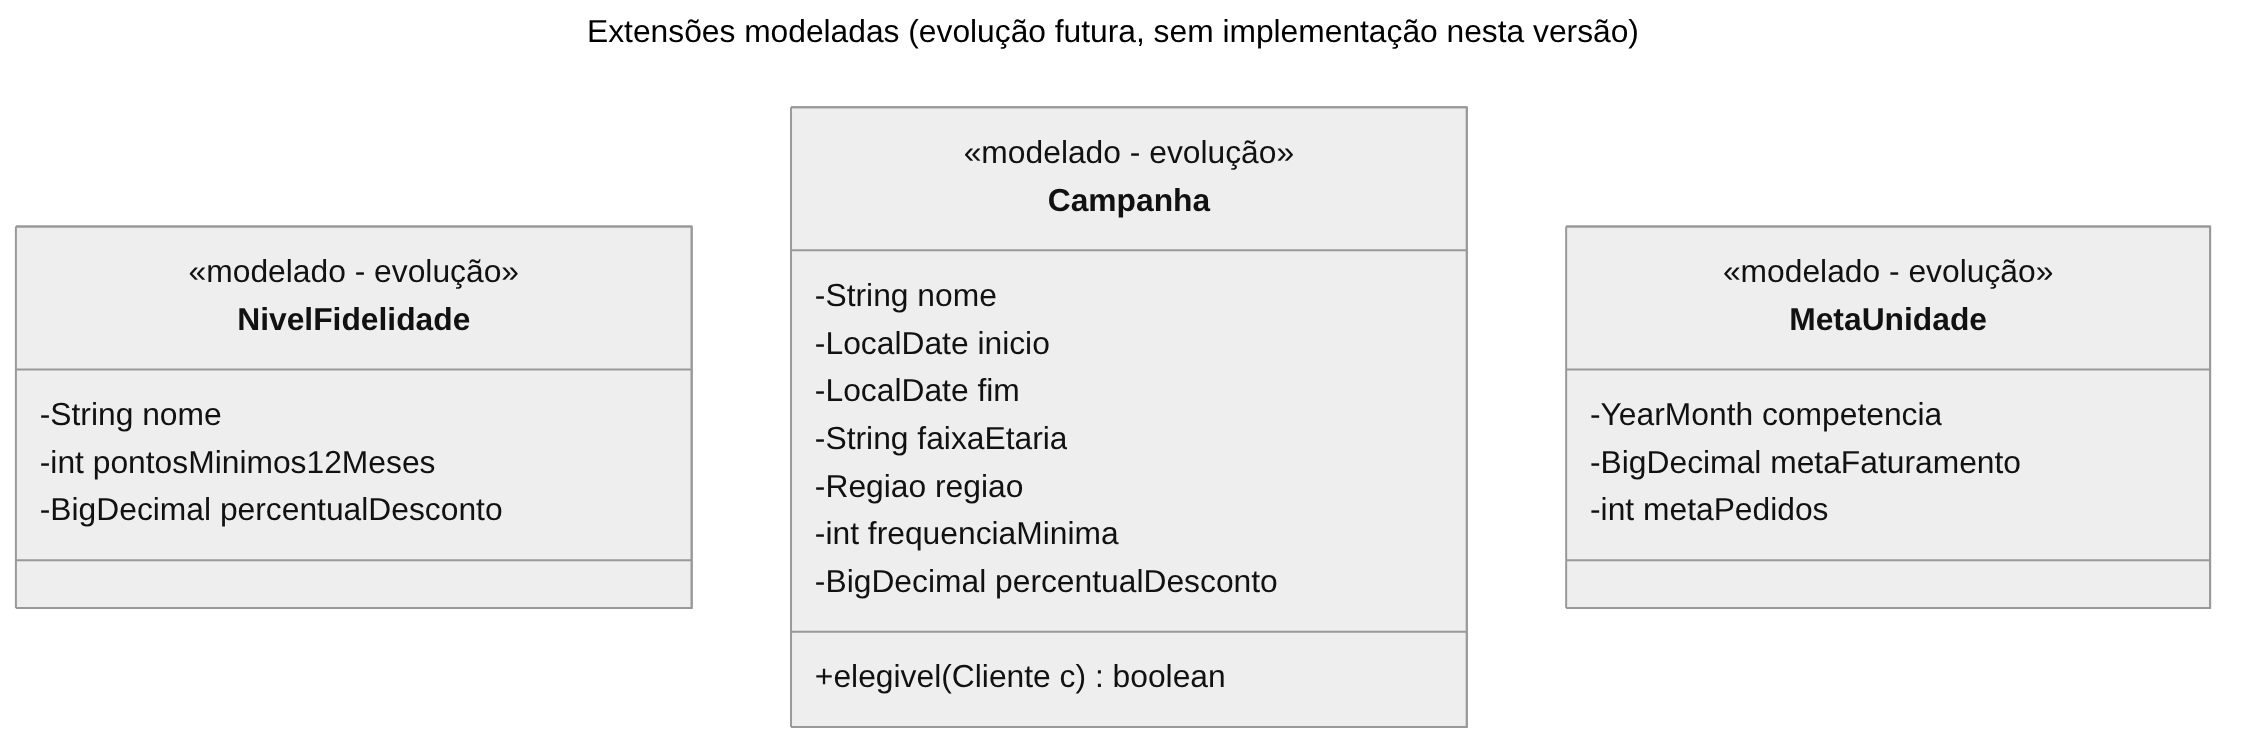 Extensões modeladas (evolução futura, sem implementação nesta versão)
«modelado - evolução»
NivelFidelidade
-String nome
-int pontosMinimos12Meses
-BigDecimal percentualDesconto
«modelado - evolução»
Campanha
-String nome
-LocalDate inicio
-LocalDate fim
-String faixaEtaria
-Regiao regiao
-int frequenciaMinima
-BigDecimal percentualDesconto
+elegivel(Cliente c) : boolean
«modelado - evolução»
MetaUnidade
-YearMonth competencia
-BigDecimal metaFaturamento
-int metaPedidos